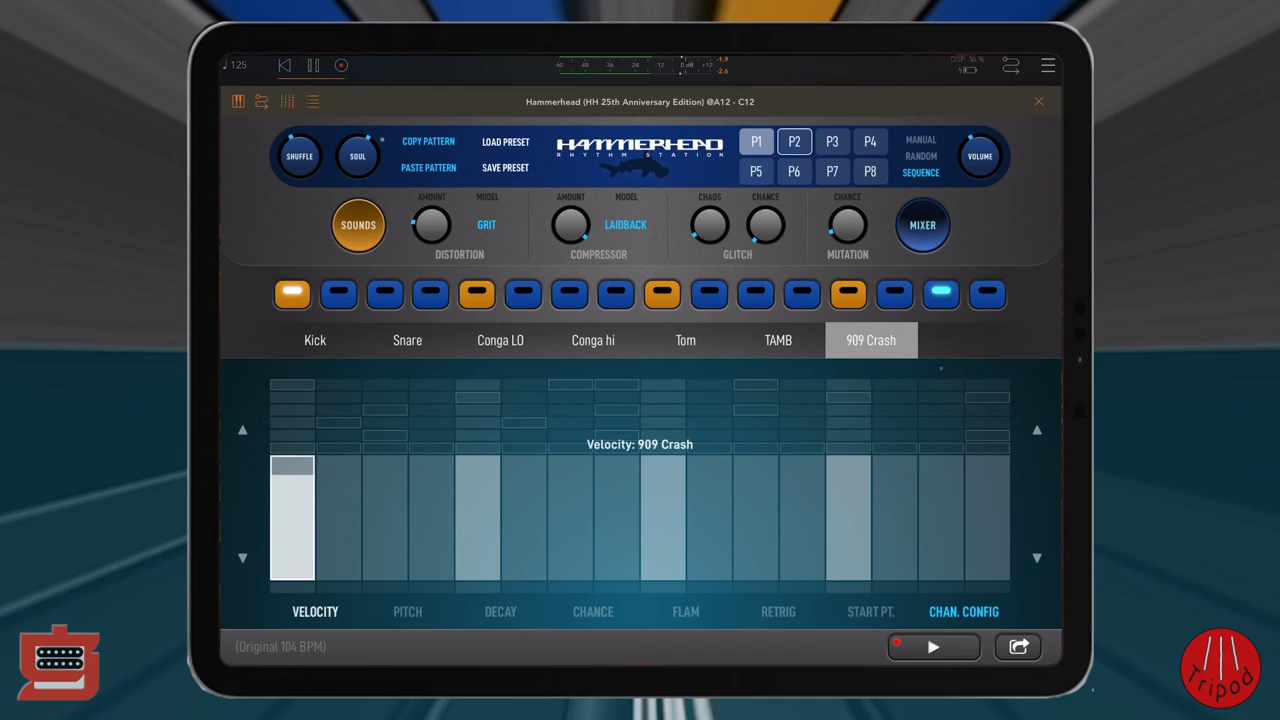 125
-60 -48 -36 -24 -12 0 dB +12
-1.9
-2.6
DSP: 36 %
Hammerhead (HH 25th Anniversary Edition) @A12 - C12
SHUFFLE
SOUL
COPY PATTERN
PASTE PATTERN
LOAD PRESET
SAVE PRESET
HAMMERHEAD
RHYTHM STATION
P1 P2 P3 P4
P5 P6 P7 P8
MANUAL
RANDOM
SEQUENCE
VOLUME
SOUNDS
AMOUNT MODEL
GRIT
DISTORTION
AMOUNT MODEL
LAIDBACK
COMPRESSOR
CHAOS CHANCE
GLITCH
CHANCE
MUTATION
MIXER
Kick Snare Conga LO Conga hi Tom TAMB 909 Crash
Velocity: 909 Crash
VELOCITY PITCH DECAY CHANCE FLAM RETRIG START PT. CHAN. CONFIG
(Original 104 BPM)
Tripod